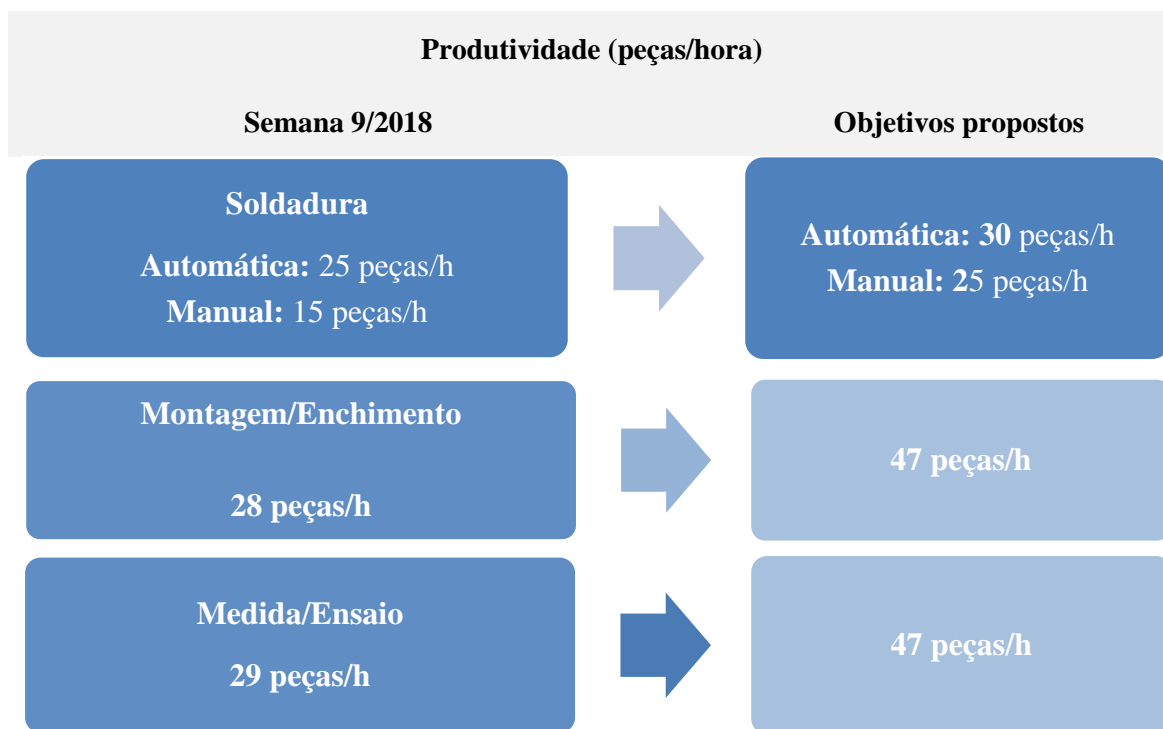 Produtividade (peças/hora)
Semana 9/2018
Objetivos propostos
Soldadura
Automática: 25 peças/h
Manual: 15 peças/h
Automática: 30 peças/h
Manual: 25 peças/h
Montagem/Enchimento
28 peças/h
47 peças/h
Medida/Ensaio
29 peças/h
47 peças/h